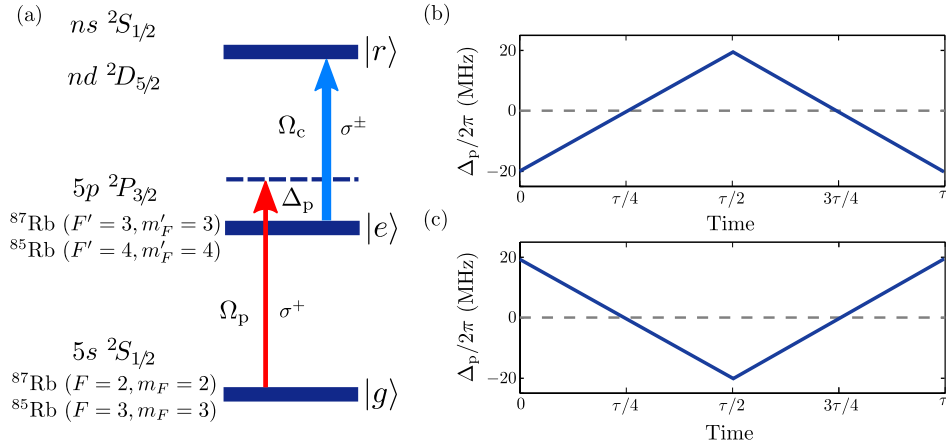 (a)
ns ²S₁/₂
|r⟩
nd ²D₅/₂
Ωc σ±
5p ²P₃/₂
Δp
⁸⁷Rb (F′ = 3, m′F = 3)
|e⟩
⁸⁵Rb (F′ = 4, m′F = 4)
Ωp σ⁺
5s ²S₁/₂
⁸⁷Rb (F = 2, mF = 2)
|g⟩
⁸⁵Rb (F = 3, mF = 3)
(b)
Δp/2π (MHz)
20
0
−20
0 τ/4 τ/2 3τ/4 τ
Time
(c)
Δp/2π (MHz)
20
0
−20
0 τ/4 τ/2 3τ/4 τ
Time